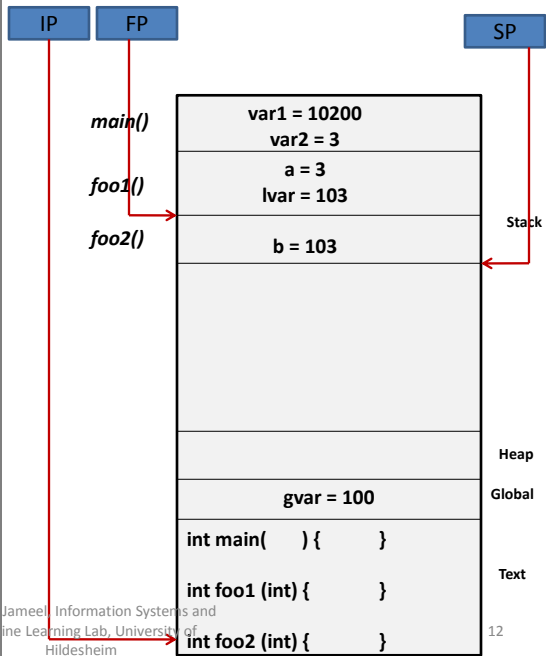 IP FP SP
main()
var1 = 10200
var2 = 3
foo1()
a = 3
lvar = 103
Stack
foo2()
b = 103
Heap
gvar = 100
Global
int main( ) { }
Text
int foo1 (int) { }
Jameel, Information Systems and
ine Learning Lab, University of
Hildesheim
12
int foo2 (int) { }